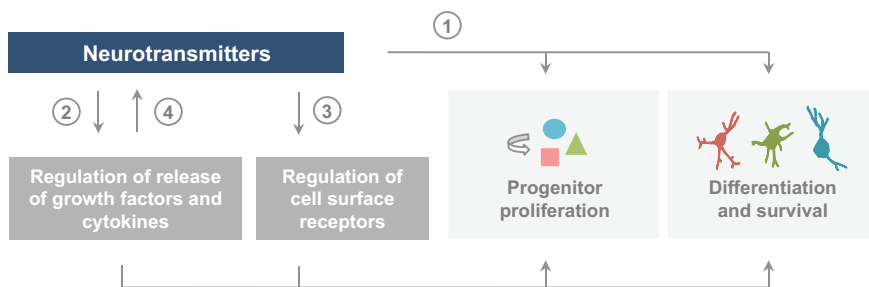 1
Neurotransmitters
2
4
3
Regulation of release
of growth factors and
cytokines
Regulation of
cell surface
receptors
Progenitor
proliferation
Differentiation
and survival